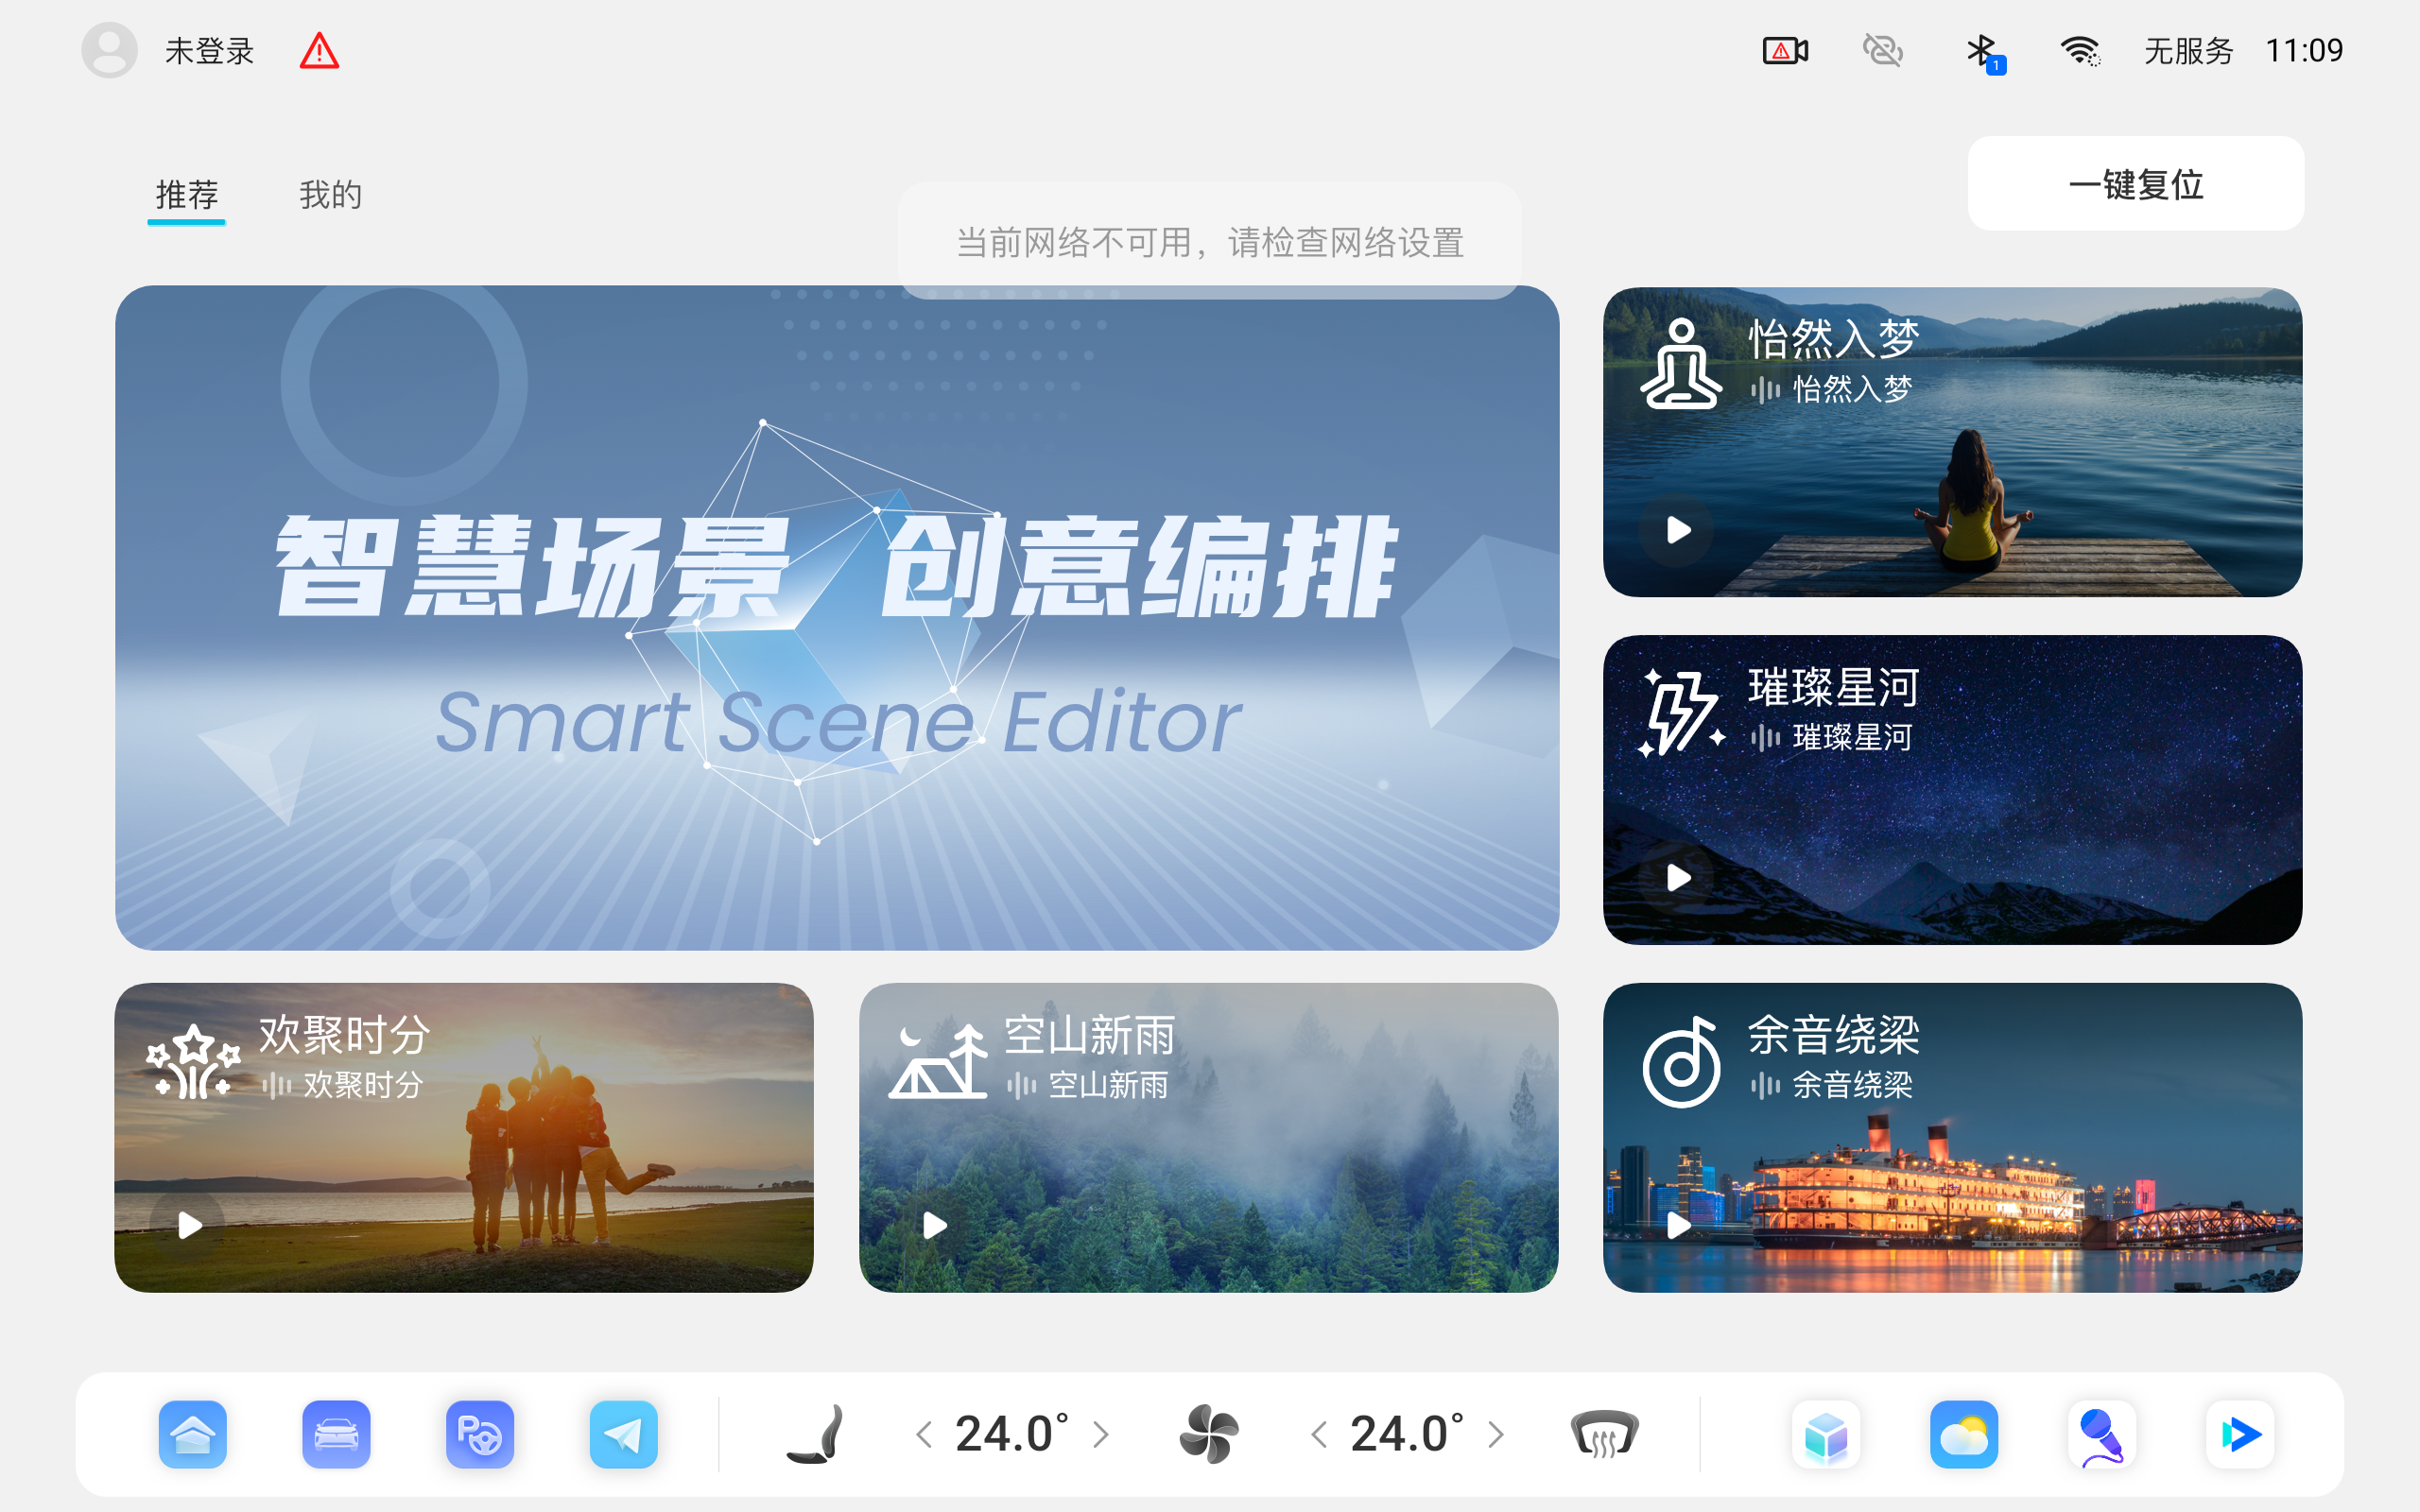 未登录
1
无服务 11:09
推荐 我的
一键复位
当前网络不可用，请检查网络设置
智慧场景 创意编排
Smart Scene Editor
怡然入梦
怡然入梦
璀璨星河
璀璨星河
欢聚时分
欢聚时分
空山新雨
空山新雨
余音绕梁
余音绕梁
P
24.0°
24.0°